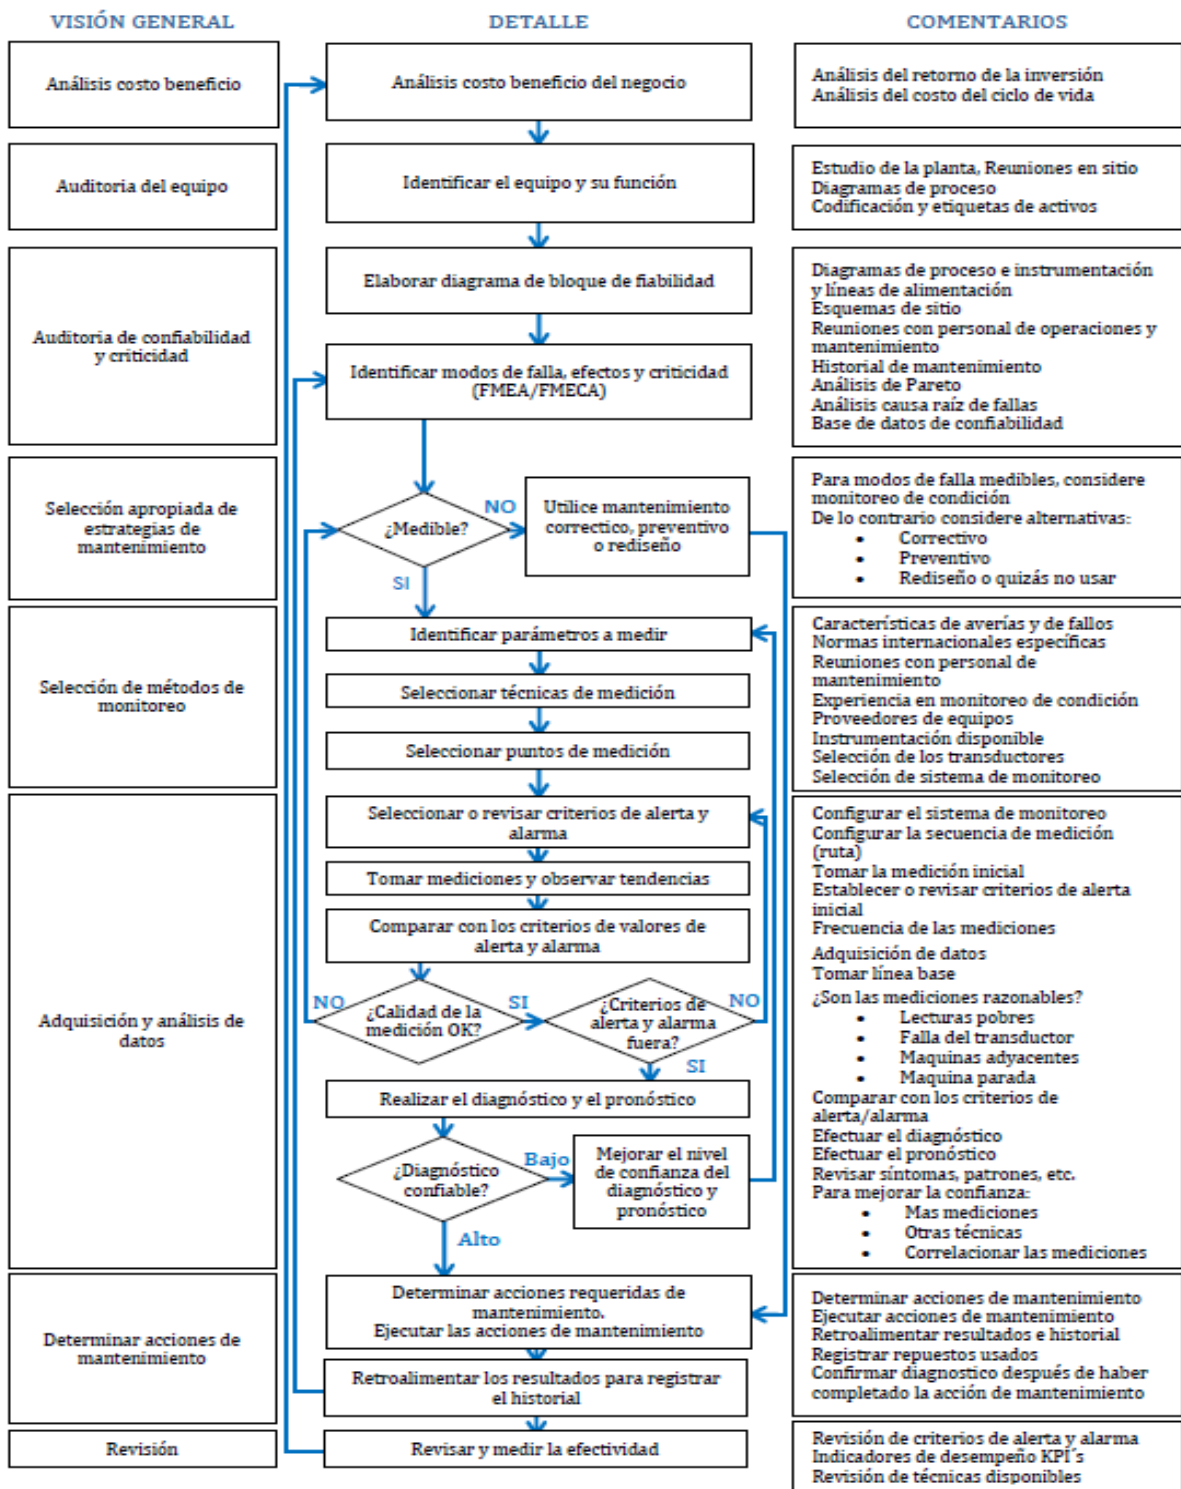 VISIÓN GENERAL
DETALLE
COMENTARIOS
Análisis costo beneficio
Análisis costo beneficio del negocio
Análisis del retorno de la inversión
Análisis del costo del ciclo de vida
Auditoria del equipo
Identificar el equipo y su función
Estudio de la planta, Reuniones en sitio
Diagramas de proceso
Codificación y etiquetas de activos
Auditoria de confiabilidad
y criticidad
Elaborar diagrama de bloque de fiabilidad
Identificar modos de falla, efectos y criticidad
(FMEA/FMECA)
Diagramas de proceso e instrumentación
y líneas de alimentación
Esquemas de sitio
Reuniones con personal de operaciones y
mantenimiento
Historial de mantenimiento
Análisis de Pareto
Análisis causa raíz de fallas
Base de datos de confiabilidad
Selección apropiada de
estrategias de
mantenimiento
¿Medible?
NO
SI
Utilice mantenimiento
correctico, preventivo
o rediseño
Para modos de falla medibles, considere
monitoreo de condición
De lo contrario considere alternativas:
• Correctivo
• Preventivo
• Rediseño o quizás no usar
Selección de métodos de
monitoreo
Identificar parámetros a medir
Seleccionar técnicas de medición
Seleccionar puntos de medición
Características de averías y de fallos
Normas internacionales específicas
Reuniones con personal de
mantenimiento
Experiencia en monitoreo de condición
Proveedores de equipos
Instrumentación disponible
Selección de los transductores
Selección de sistema de monitoreo
Adquisición y análisis de
datos
Seleccionar o revisar criterios de alerta y
alarma
Tomar mediciones y observar tendencias
Comparar con los criterios de valores de
alerta y alarma
NO
¿Calidad de la
medición OK?
SI
¿Criterios de
alerta y alarma
fuera?
NO
SI
Realizar el diagnóstico y el pronóstico
¿Diagnóstico
confiable?
Bajo
Mejorar el nivel
de confianza del
diagnóstico y
pronóstico
Alto
Configurar el sistema de monitoreo
Configurar la secuencia de medición
(ruta)
Tomar la medición inicial
Establecer o revisar criterios de alerta
inicial
Frecuencia de las mediciones
Adquisición de datos
Tomar línea base
¿Son las mediciones razonables?
• Lecturas pobres
• Falla del transductor
• Maquinas adyacentes
• Maquina parada
Comparar con los criterios de
alerta/alarma
Efectuar el diagnóstico
Efectuar el pronóstico
Revisar síntomas, patrones, etc.
Para mejorar la confianza:
• Mas mediciones
• Otras técnicas
• Correlacionar las mediciones
Determinar acciones de
mantenimiento
Determinar acciones requeridas de
mantenimiento.
Ejecutar las acciones de mantenimiento
Retroalimentar los resultados para registrar
el historial
Determinar acciones de mantenimiento
Ejecutar acciones de mantenimiento
Retroalimentar resultados e historial
Registrar repuestos usados
Confirmar diagnostico después de haber
completado la acción de mantenimiento
Revisión
Revisar y medir la efectividad
Revisión de criterios de alerta y alarma
Indicadores de desempeño KPI´s
Revisión de técnicas disponibles